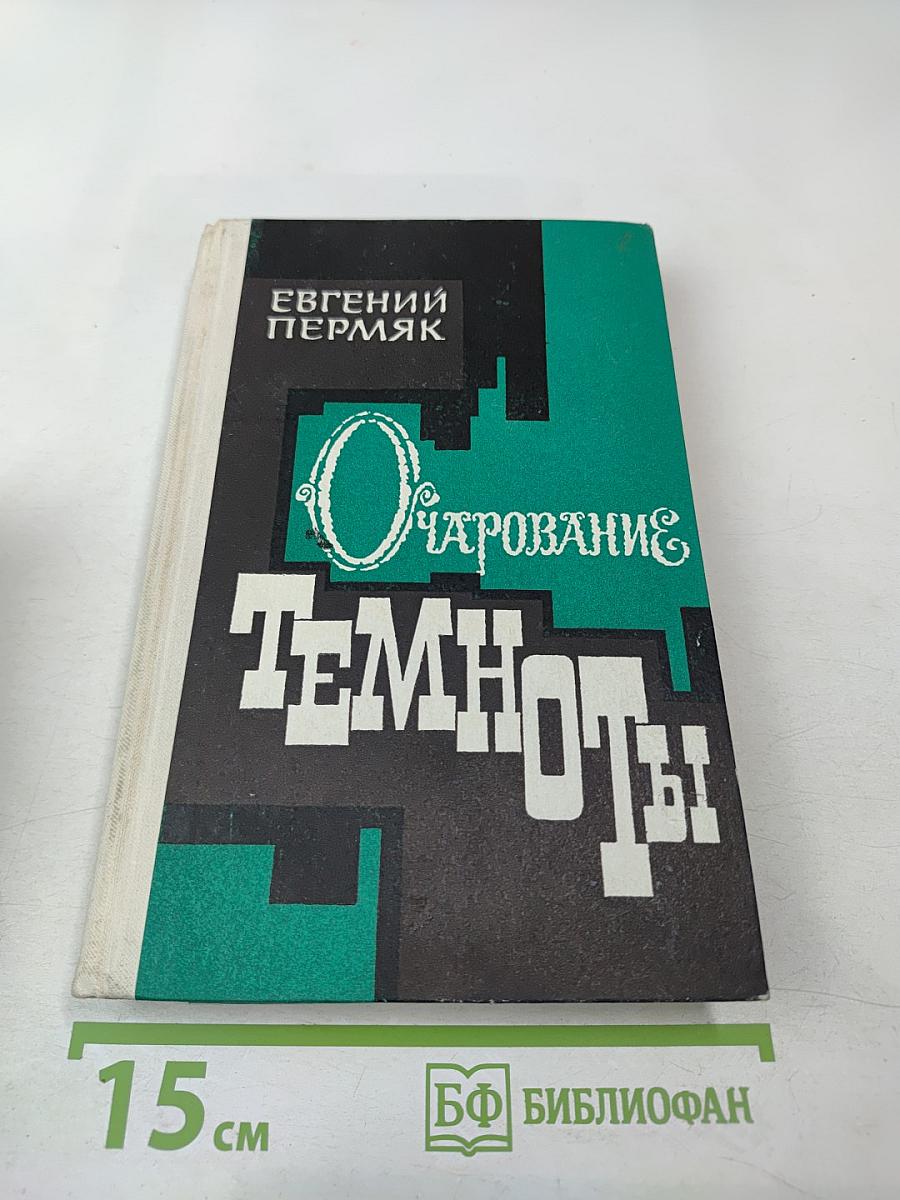 ЕВГЕНИЙ
ПЕРМЯК
ОЧАРОВАНИЕ
ТЕМНОТЫ
15 см
БФ БИБЛИОФАН